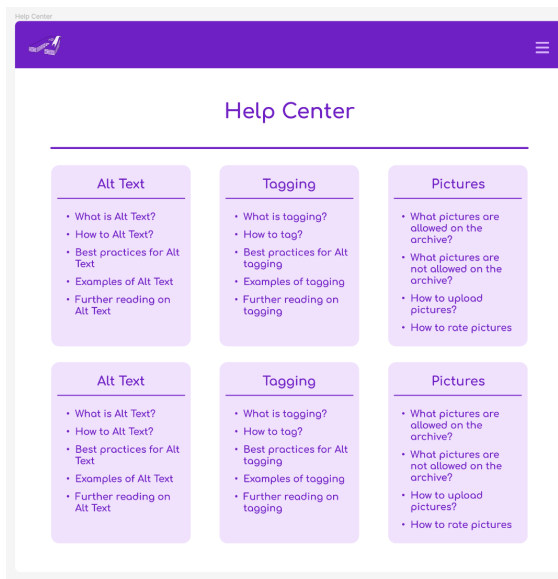 Help Center
Help Center
Alt Text
What is Alt Text?
How to Alt Text?
Best practices for Alt
Text
Examples of Alt Text
Further reading on
Alt Text
Tagging
What is tagging?
How to tag?
Best practices for Alt
tagging
Examples of tagging
Further reading on
tagging
Pictures
What pictures are
allowed on the
archive?
What pictures are
not allowed on the
archive?
How to upload
pictures?
How to rate pictures
Alt Text
What is Alt Text?
How to Alt Text?
Best practices for Alt
Text
Examples of Alt Text
Further reading on
Alt Text
Tagging
What is tagging?
How to tag?
Best practices for Alt
tagging
Examples of tagging
Further reading on
tagging
Pictures
What pictures are
allowed on the
archive?
What pictures are
not allowed on the
archive?
How to upload
pictures?
How to rate pictures